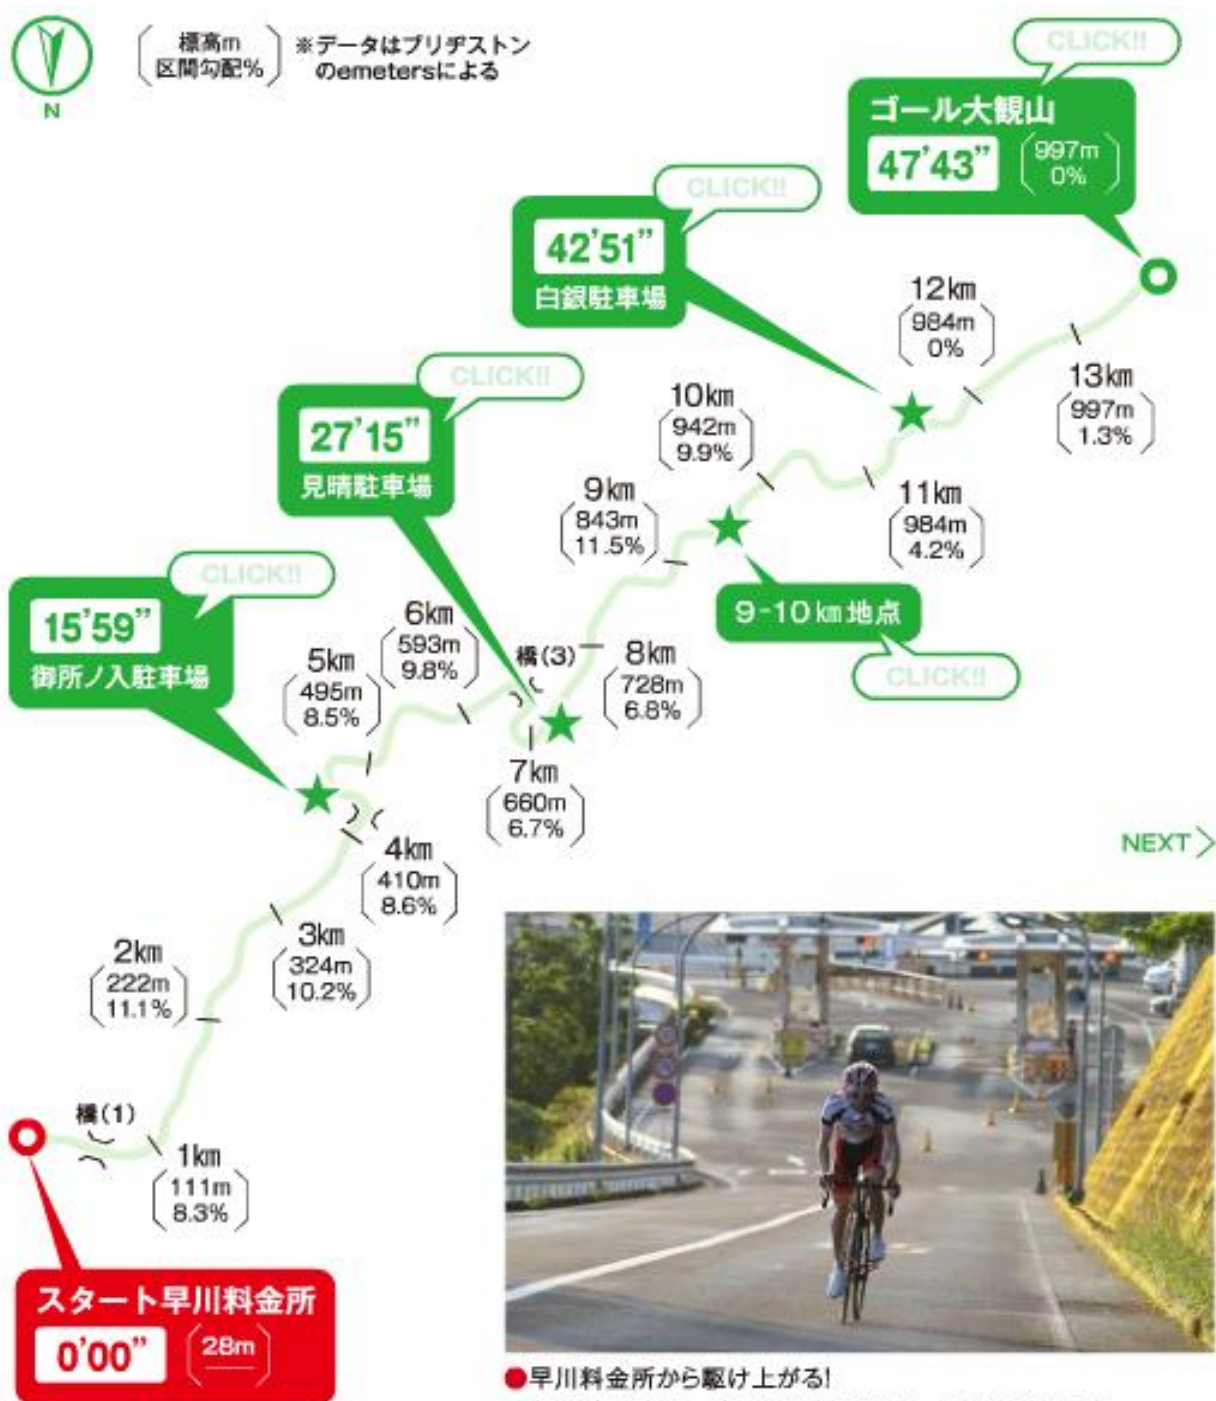 N
標高m
区間勾配%
※データはブリヂストン
のemetersによる
CLICK!!
ゴール大観山
47’43”
997m
0%
CLICK!!
42’51”
白銀駐車場
12km
984m
0%
13km
997m
1.3%
CLICK!!
27’15”
見晴駐車場
10km
942m
9.9%
11km
984m
4.2%
9km
843m
11.5%
9-10km地点
CLICK!!
CLICK!!
15’59”
御所ノ入駐車場
6km
593m
9.8%
5km
495m
8.5%
橋(3)
8km
728m
6.8%
7km
660m
6.7%
NEXT
4km
410m
8.6%
3km
324m
10.2%
2km
222m
11.1%
橋(1)
1km
111m
8.3%
スタート早川料金所
0’00”
28m
●早川料金所から駆け上がる!